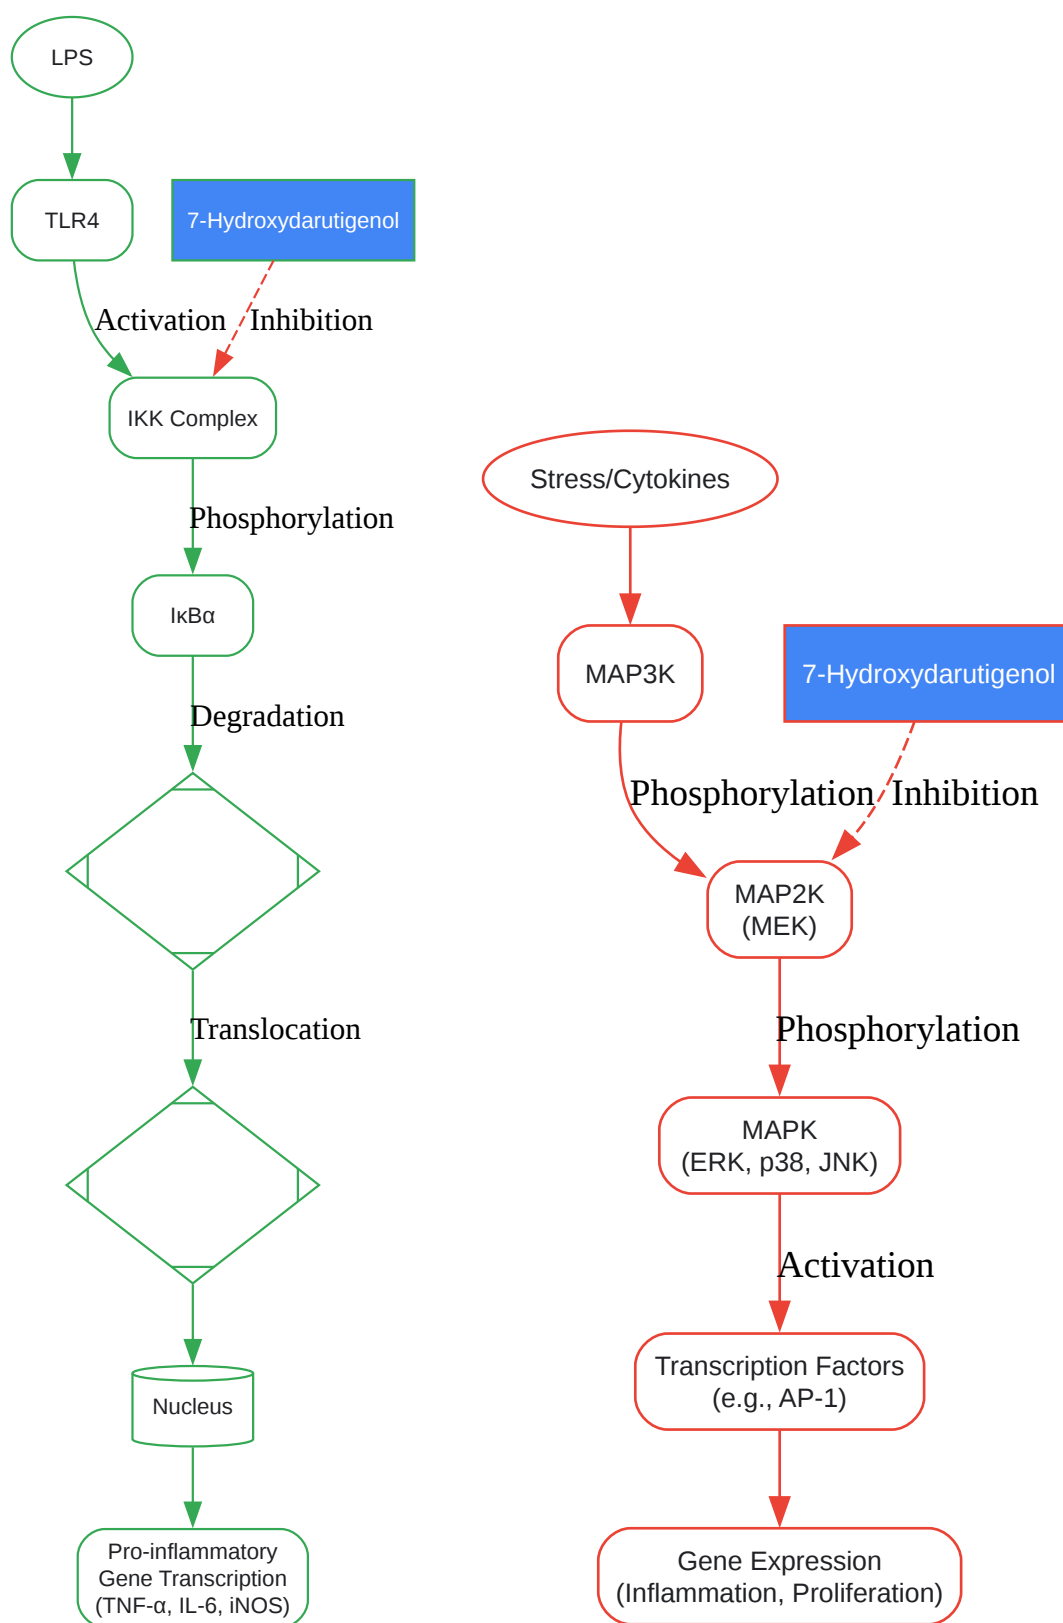 LPS
TLR4
7-Hydroxydarutigenol
Activation
Inhibition
IKK Complex
Phosphorylation
IκBα
Degradation
Translocation
Nucleus
Pro-inflammatory
Gene Transcription
(TNF-α, IL-6, iNOS)
Stress/Cytokines
MAP3K
7-Hydroxydarutigenol
Phosphorylation
Inhibition
MAP2K
(MEK)
Phosphorylation
MAPK
(ERK, p38, JNK)
Activation
Transcription Factors
(e.g., AP-1)
Gene Expression
(Inflammation, Proliferation)